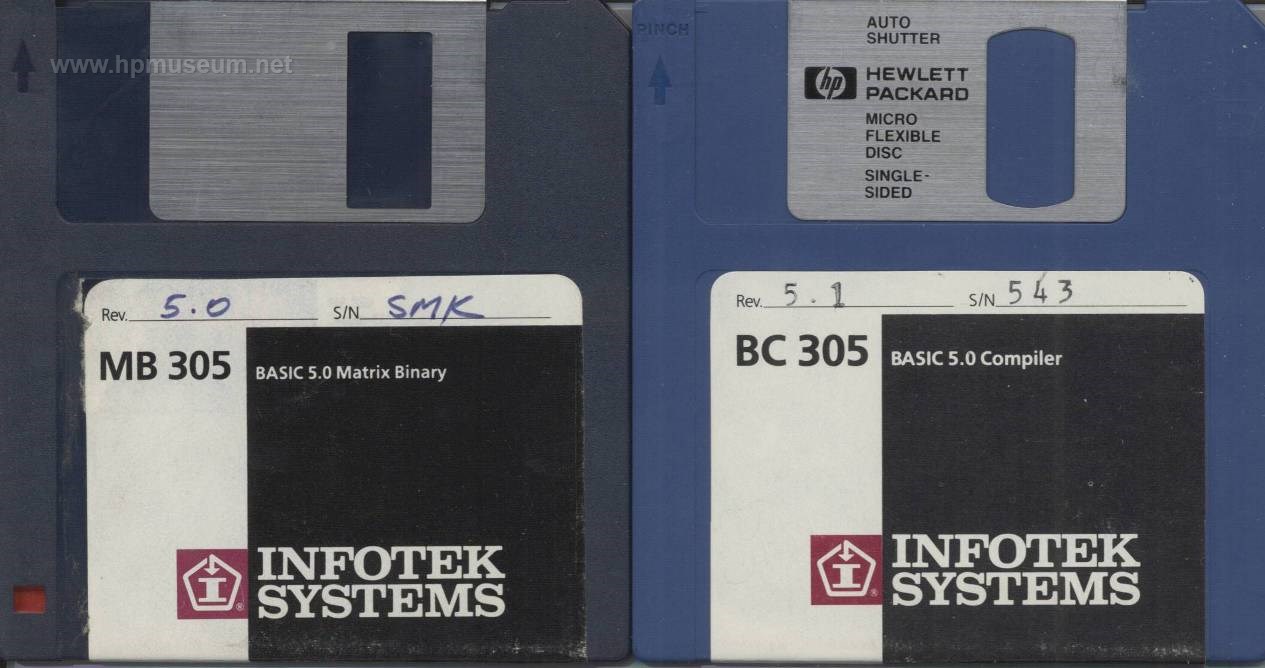 www.hpmuseum.net
Rev. 5.0 S/N SMK
MB 305 BASIC 5.0 Matrix Binary
INFOTEK
SYSTEMS
PINCH
AUTO
SHUTTER
hp HEWLETT
PACKARD
MICRO
FLEXIBLE
DISC
SINGLE-
SIDED
Rev. 5.1 S/N 543
BC 305 BASIC 5.0 Compiler
INFOTEK
SYSTEMS